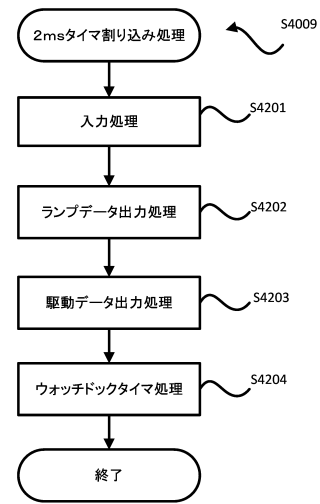 2msタイマ割り込み処理
S4009
入力処理
S4201
ランプデータ出力処理
S4202
駆動データ出力処理
S4203
ウォッチドックタイマ処理
S4204
終了